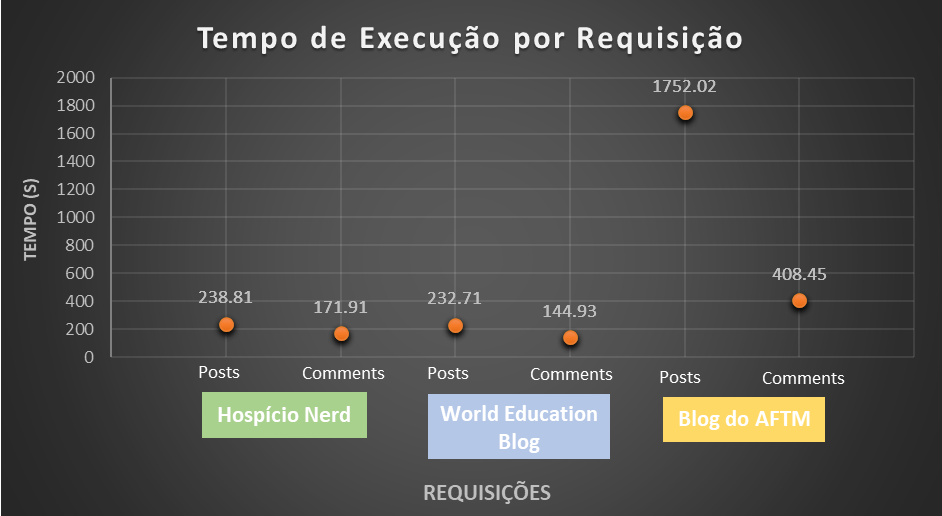 Tempo de Execução por Requisição
TEMPO (S)
2000
1800
1600
1400
1200
1000
800
600
400
200
0
238.81
171.91
232.71
144.93
1752.02
408.45
Posts
Comments
Posts
Comments
Posts
Comments
Hospício Nerd
World Education
Blog
Blog do AFTM
REQUISIÇÕES